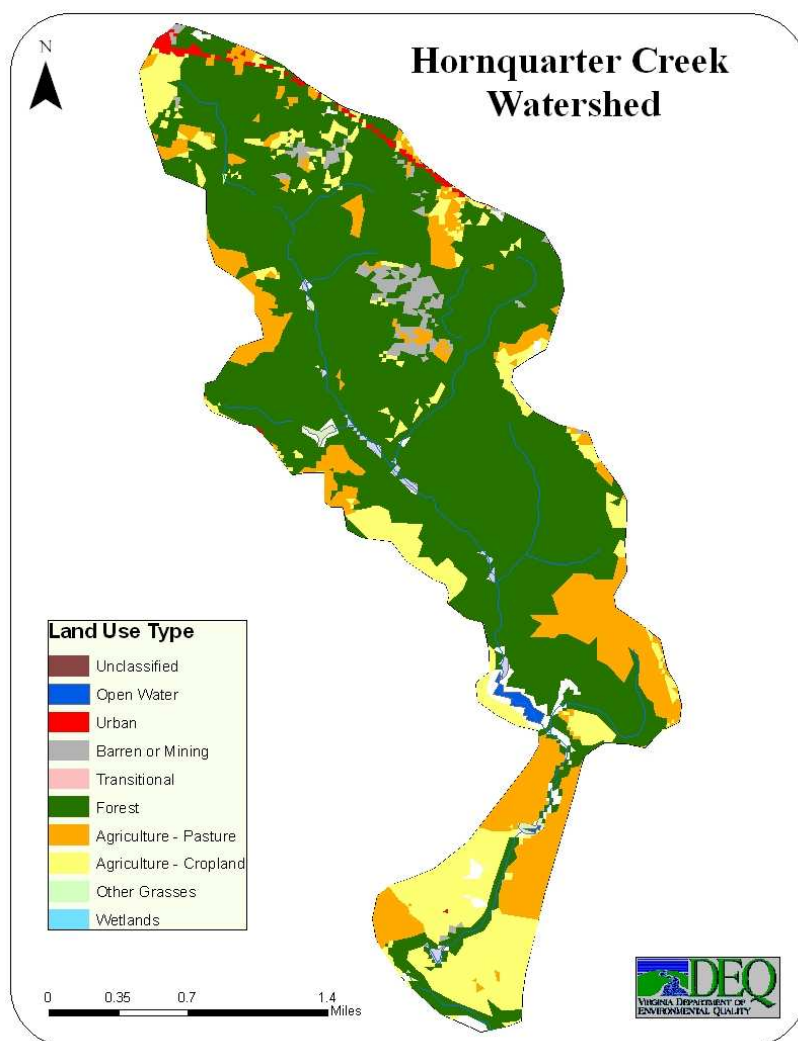 N
Hornquarter Creek
Watershed
Land Use Type
Unclassified
Open Water
Urban
Barren or Mining
Transitional
Forest
Agriculture - Pasture
Agriculture - Cropland
Other Grasses
Wetlands
0 0.35 0.7 1.4
Miles
DEQ
VIRGINIA DEPARTMENT OF
ENVIRONMENTAL QUALITY